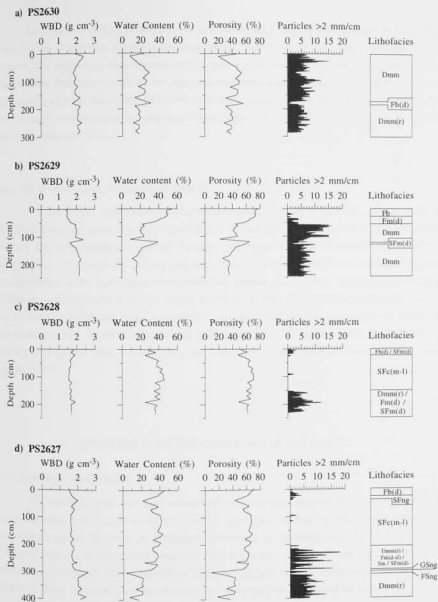 a) PS2630
WBD (g cm-3) Water Content (%) Porosity (%) Particles >2 mm/cm
Lithofacies
0 1 2 3 0 20 40 60 0 20 40 60 80 0 5 10 15 20
Depth (cm)
0
100
200
300
Dmm
Fb(d)
Dmm(r)
b) PS2629
WBD (g cm-3) Water content (%) Porosity (%) Particles >2 mm/cm
Lithofacies
0 1 2 3 0 20 40 60 0 20 40 60 80 0 5 10 15 20
Depth (cm)
0
100
200
Fb
Fm(d)
Dmm
SFm(d)
Dmm
c) PS2628
WBD (g cm-3) Water Content (%) Porosity (%) Particles >2 mm/cm
Lithofacies
0 1 2 3 0 20 40 60 0 20 40 60 80 0 5 10 15 20
Depth (cm)
0
100
200
Fb(d) / SFm(d)
SFc(m-l)
Dmm(r) /
Fm(d) /
SFm(d)
d) PS2627
WBD (g cm-3) Water Content (%) Porosity (%) Particles >2 mm/cm
Lithofacies
0 1 2 3 0 20 40 60 0 20 40 60 80 0 5 10 15 20
Depth (cm)
0
100
200
300
400
Fb(d)
SFng
SFc(m-l)
Dmm(r) /
Sm / SFm(d)
GSng
FSng
Dmm(r)